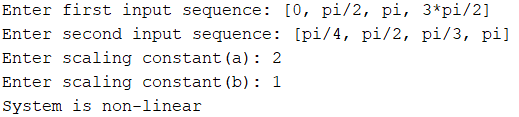 Enter first input sequence: [0, pi/2, pi, 3*pi/2]
Enter second input sequence: [pi/4, pi/2, pi/3, pi]
Enter scaling constant(a): 2
Enter scaling constant(b): 1
System is non-linear